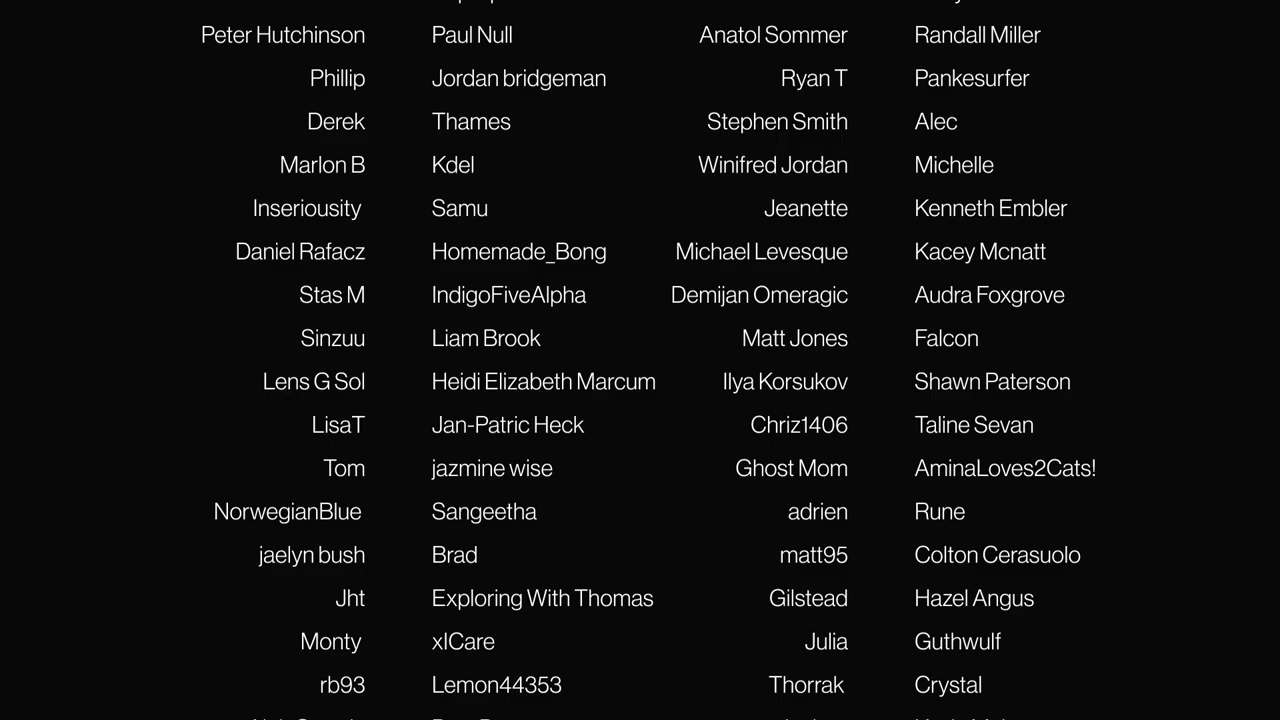 Peter Hutchinson Paul Null Anatol Sommer Randall Miller
Phillip Jordan bridgeman Ryan T Pankesurfer
Derek Thames Stephen Smith Alec
Marlon B Kdel Winifred Jordan Michelle
Inseriousity Samu Jeanette Kenneth Embler
Daniel Rafacz Homemade_Bong Michael Levesque Kacey Mcnatt
Stas M IndigoFiveAlpha Demijan Omeragic Audra Foxgrove
Sinzuu Liam Brook Matt Jones Falcon
Lens G Sol Heidi Elizabeth Marcum Ilya Korsukov Shawn Paterson
LisaT Jan-Patric Heck Chriz1406 Taline Sevan
Tom jazmine wise Ghost Mom AminaLoves2Cats!
NorwegianBlue Sangeetha adrien Rune
jaelyn bush Brad matt95 Colton Cerasuolo
Jht Exploring With Thomas Gilstead Hazel Angus
Monty xICare Julia Guthwulf
rb93 Lemon44353 Thorrak Crystal